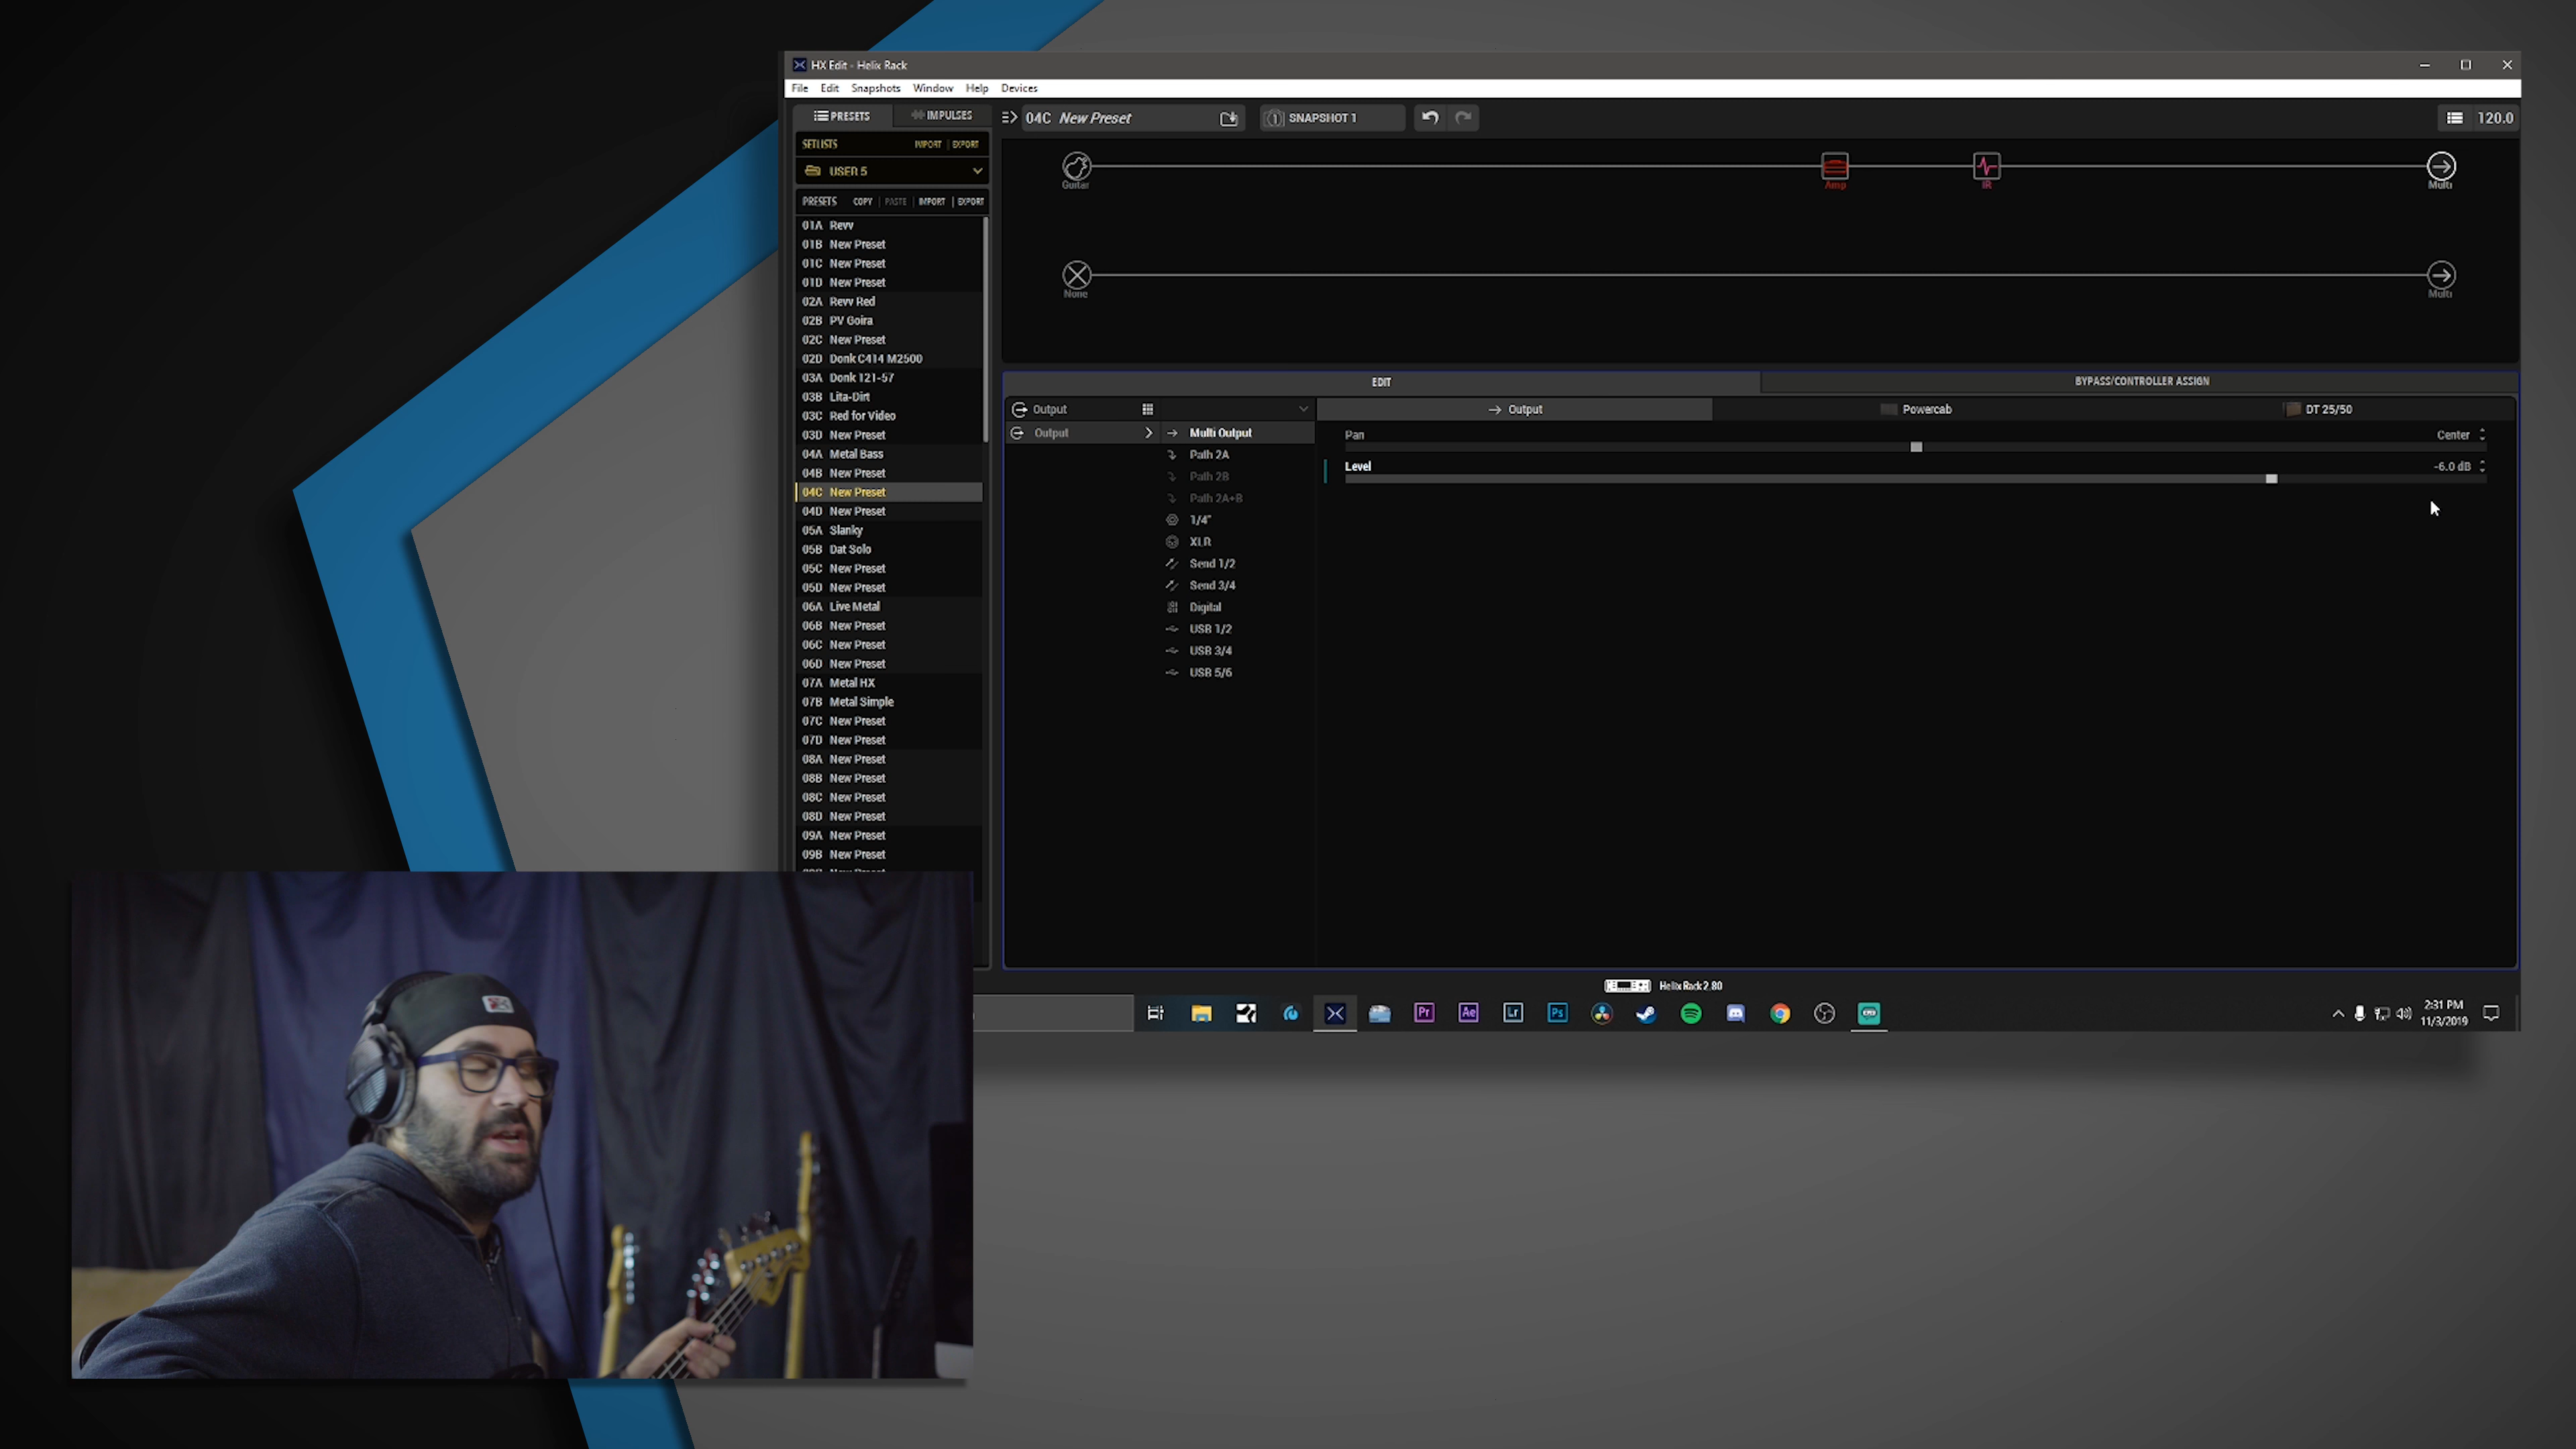 HX Edit - Helix Rack
File Edit Snapshots Window Help Devices
PRESETS IMPULSES
04C New Preset
SNAPSHOT 1
120.0
SETLISTS IMPORT | EXPORT
USER 5
PRESETS COPY | PASTE | IMPORT | EXPORT
01A Revv
01B New Preset
01C New Preset
01D New Preset
02A Revv Red
02B PV Goira
02C New Preset
02D Donk C414 M2500
03A Donk 121-57
03B Lita-Dirt
03C Red for Video
03D New Preset
04A Metal Bass
04B New Preset
04C New Preset
04D New Preset
05A Slanky
05B Dat Solo
05C New Preset
05D New Preset
06A Live Metal
06B New Preset
06C New Preset
06D New Preset
07A Metal HX
07B Metal Simple
07C New Preset
07D New Preset
08A New Preset
08B New Preset
08C New Preset
08D New Preset
09A New Preset
09B New Preset
Guitar Amp IR Multi
None Multi
EDIT BYPASS/CONTROLLER ASSIGN
Output
Output
Multi Output
Path 2A
Path 2B
Path 2A+B
1/4"
XLR
Send 1/2
Send 3/4
Digital
USB 1/2
USB 3/4
USB 5/6
Output Powercab DT 25/50
Pan Center
Level -6.0 dB
Helix Rack 2.80
Pr Ae Lr Ps
2:31 PM
11/3/2019